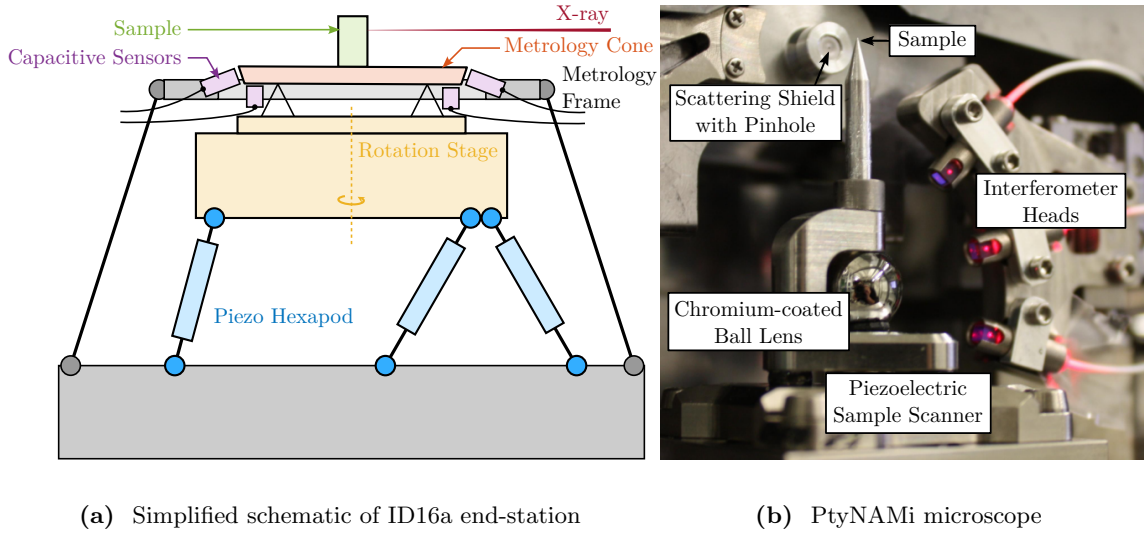 Sample
X-ray
Capacitive Sensors
Metrology Cone
Metrology
Frame
Rotation Stage
Piezo Hexapod
Sample
Scattering Shield
with Pinhole
Interferometer
Heads
Chromium-coated
Ball Lens
Piezoelectric
Sample Scanner
(a) Simplified schematic of ID16a end-station
(b) PtyNAMi microscope